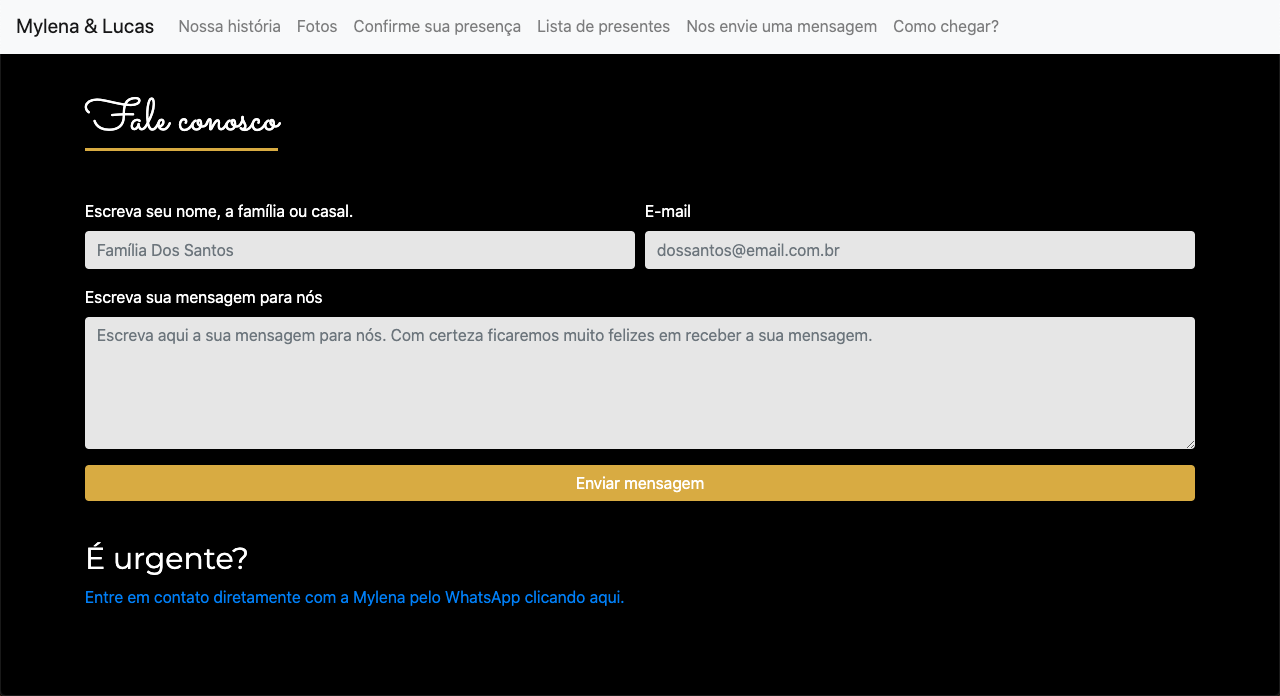 Mylena & Lucas Nossa história Fotos Confirme sua presença Lista de presentes Nos envie uma mensagem Como chegar?
Fale conosco
Escreva seu nome, a família ou casal. E-mail
Família Dos Santos dossantos@email.com.br
Escreva sua mensagem para nós
Escreva aqui a sua mensagem para nós. Com certeza ficaremos muito felizes em receber a sua mensagem.
Enviar mensagem
É urgente?
Entre em contato diretamente com a Mylena pelo WhatsApp clicando aqui.